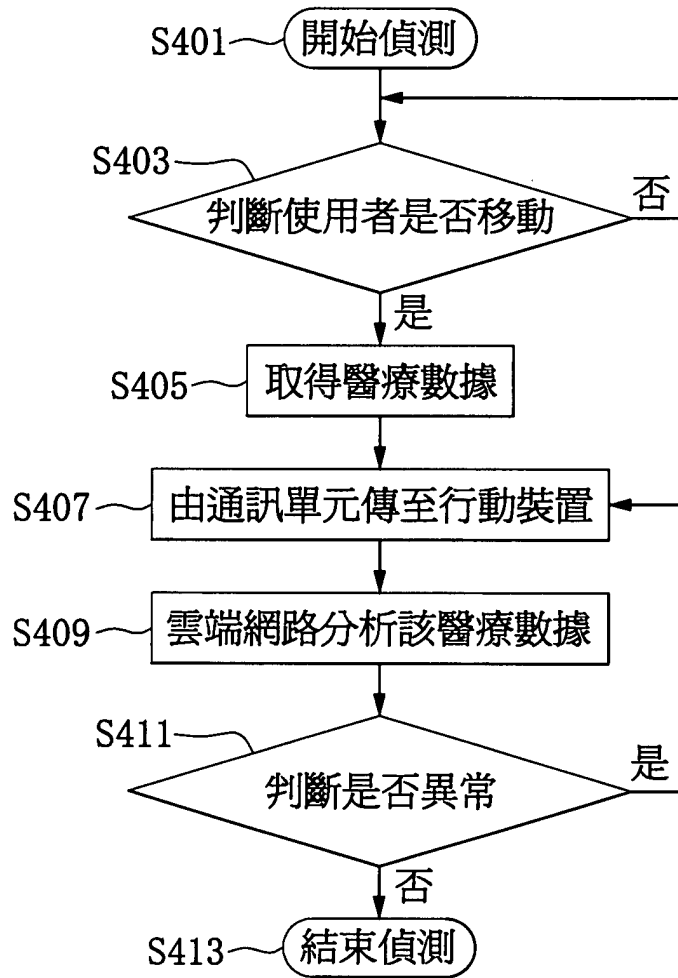 S401
開始偵測
S403
判斷使用者是否移動
否
是
S405
取得醫療數據
S407
由通訊單元傳至行動裝置
S409
雲端網路分析該醫療數據
S411
判斷是否異常
是
否
S413
結束偵測